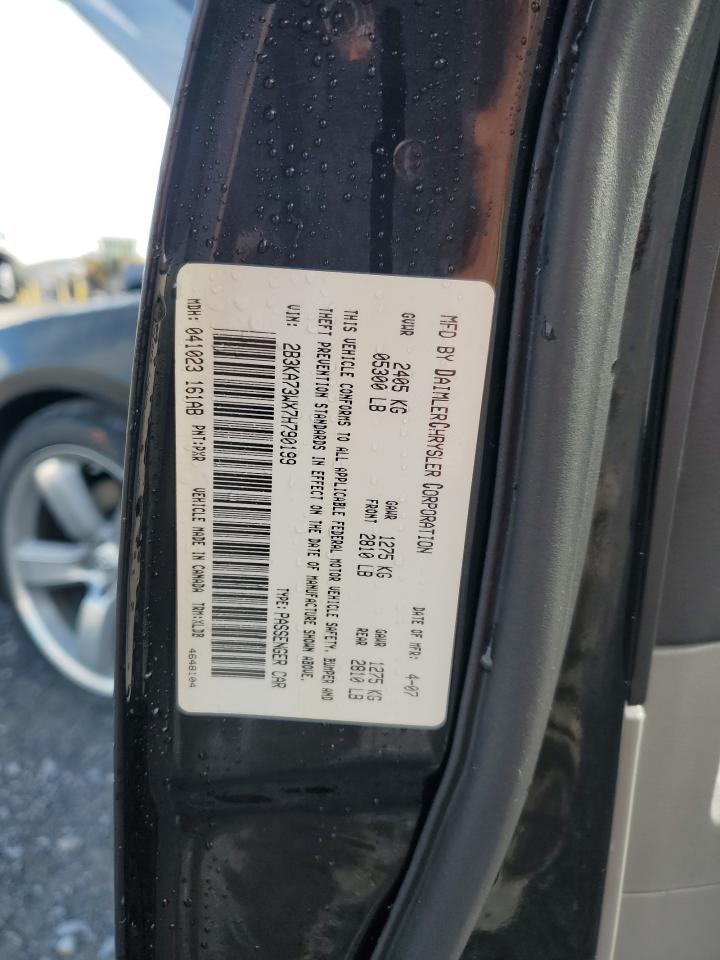 MFD BY DAIMLERCHRYSLER CORPORATION
DATE OF MFR: 4-07
GVWR 2405 KG
05300 LB
GAWR FRONT 1275 KG
2810 LB
GAWR REAR 1275 KG
2810 LB
THIS VEHICLE CONFORMS TO ALL APPLICABLE FEDERAL MOTOR VEHICLE SAFETY, BUMPER AND
THEFT PREVENTION STANDARDS IN EFFECT ON THE DATE OF MANUFACTURE SHOWN ABOVE.
VIN: 2B3KA73WX7H790199
TYPE: PASSENGER CAR
MDH: 041023 161AB PNT:PXR VEHICLE MADE IN CANADA TRM:XLDB 4648104